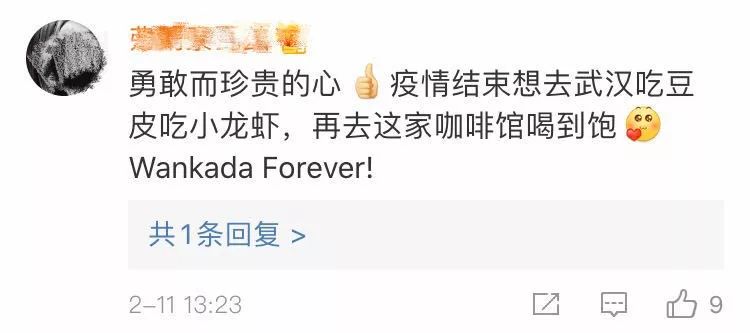 勇敢而珍贵的心👍疫情结束想去武汉吃豆
皮吃小龙虾，再去这家咖啡馆喝到饱😘
Wankada Forever!
共1条回复 >
2-11 13:23
9